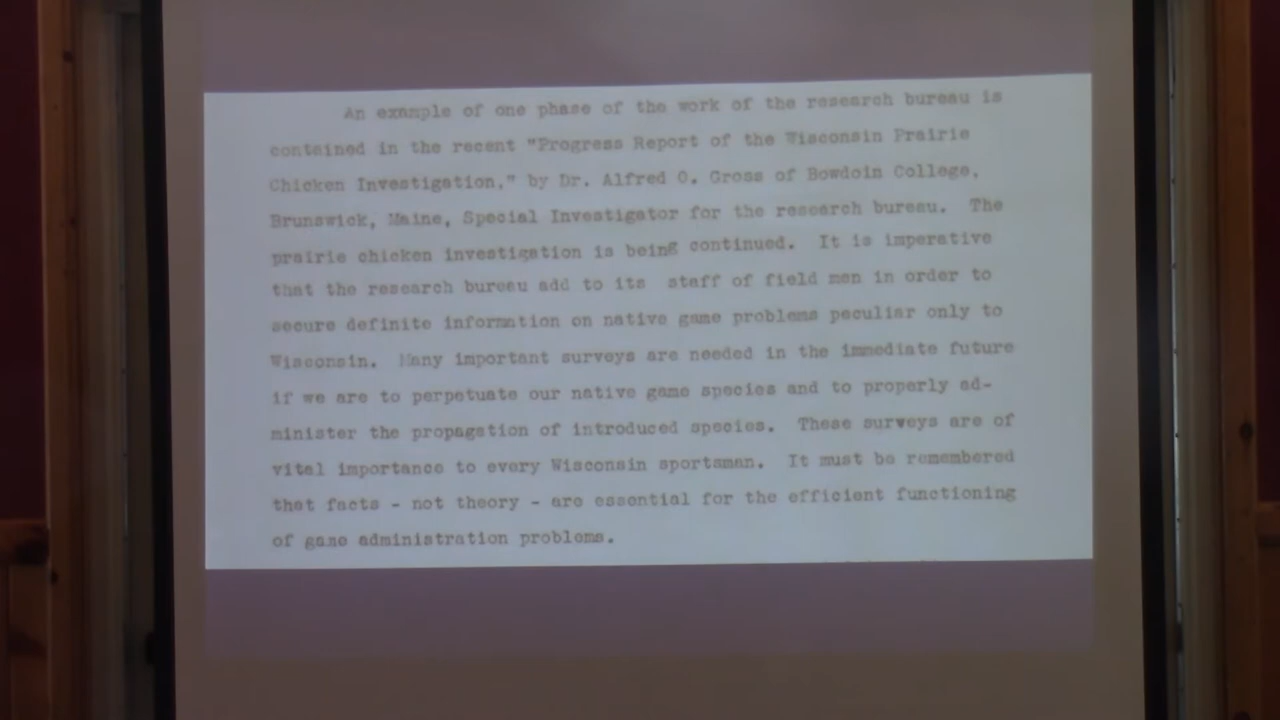 An example of one phase of the work of the research bureau is
contained in the recent "Progress Report of the Wisconsin Prairie
Chicken Investigation," by Dr. Alfred O. Gross of Bowdoin College,
Brunswick, Maine, Special Investigator for the research bureau. The
prairie chicken investigation is being continued. It is imperative
that the research bureau add to its staff of field men in order to
secure definite information on native game problems peculiar only to
Wisconsin. Many important surveys are needed in the immediate future
if we are to perpetuate our native game species and to properly ad-
minister the propagation of introduced species. These surveys are of
vital importance to every Wisconsin sportsman. It must be remembered
that facts - not theory - are essential for the efficient functioning
of game administration problems.